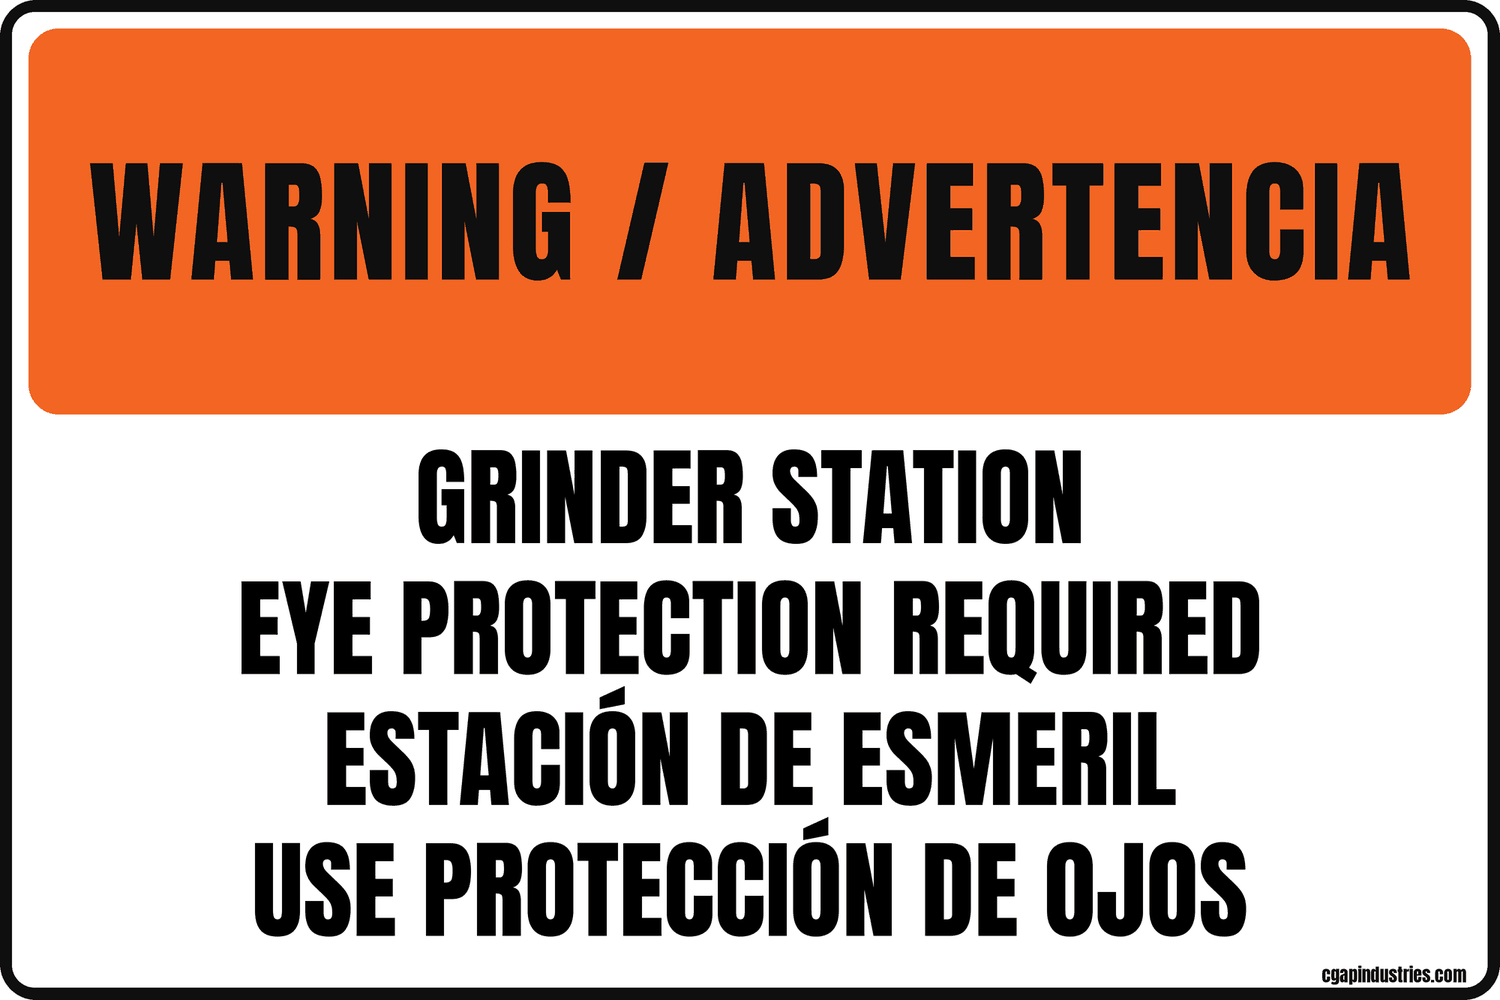 WARNING / ADVERTENCIA
GRINDER STATION
EYE PROTECTION REQUIRED
ESTACIÓN DE ESMERIL
USE PROTECCIÓN DE OJOS
cgapindustries.com